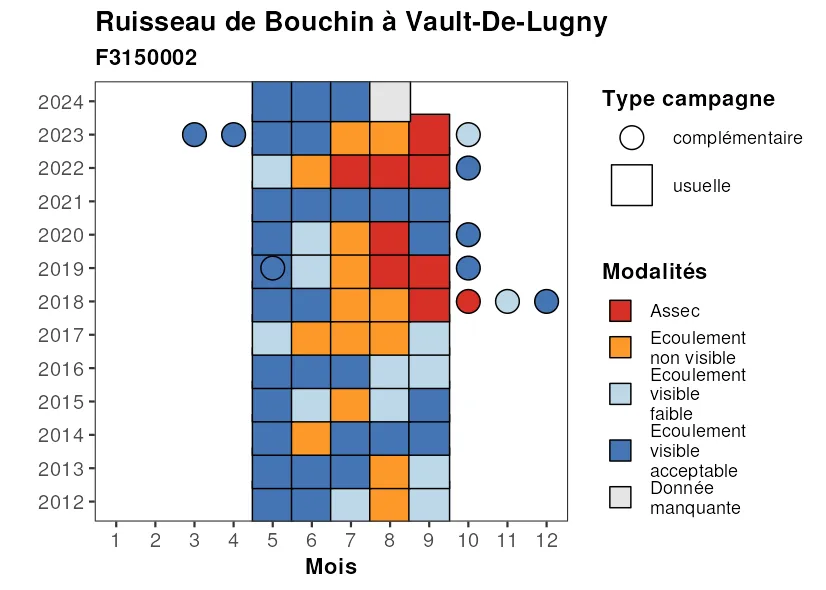 Ruisseau de Bouchin à Vault-De-Lugny
F3150002
2024
2023
2022
2021
2020
2019
2018
2017
2016
2015
2014
2013
2012
1 2 3 4 5 6 7 8 9 10 11 12
Mois
Type campagne
complémentaire
usuelle
Modalités
Assec
Ecoulement
non visible
Ecoulement
visible
faible
Ecoulement
visible
acceptable
Donnée
manquante